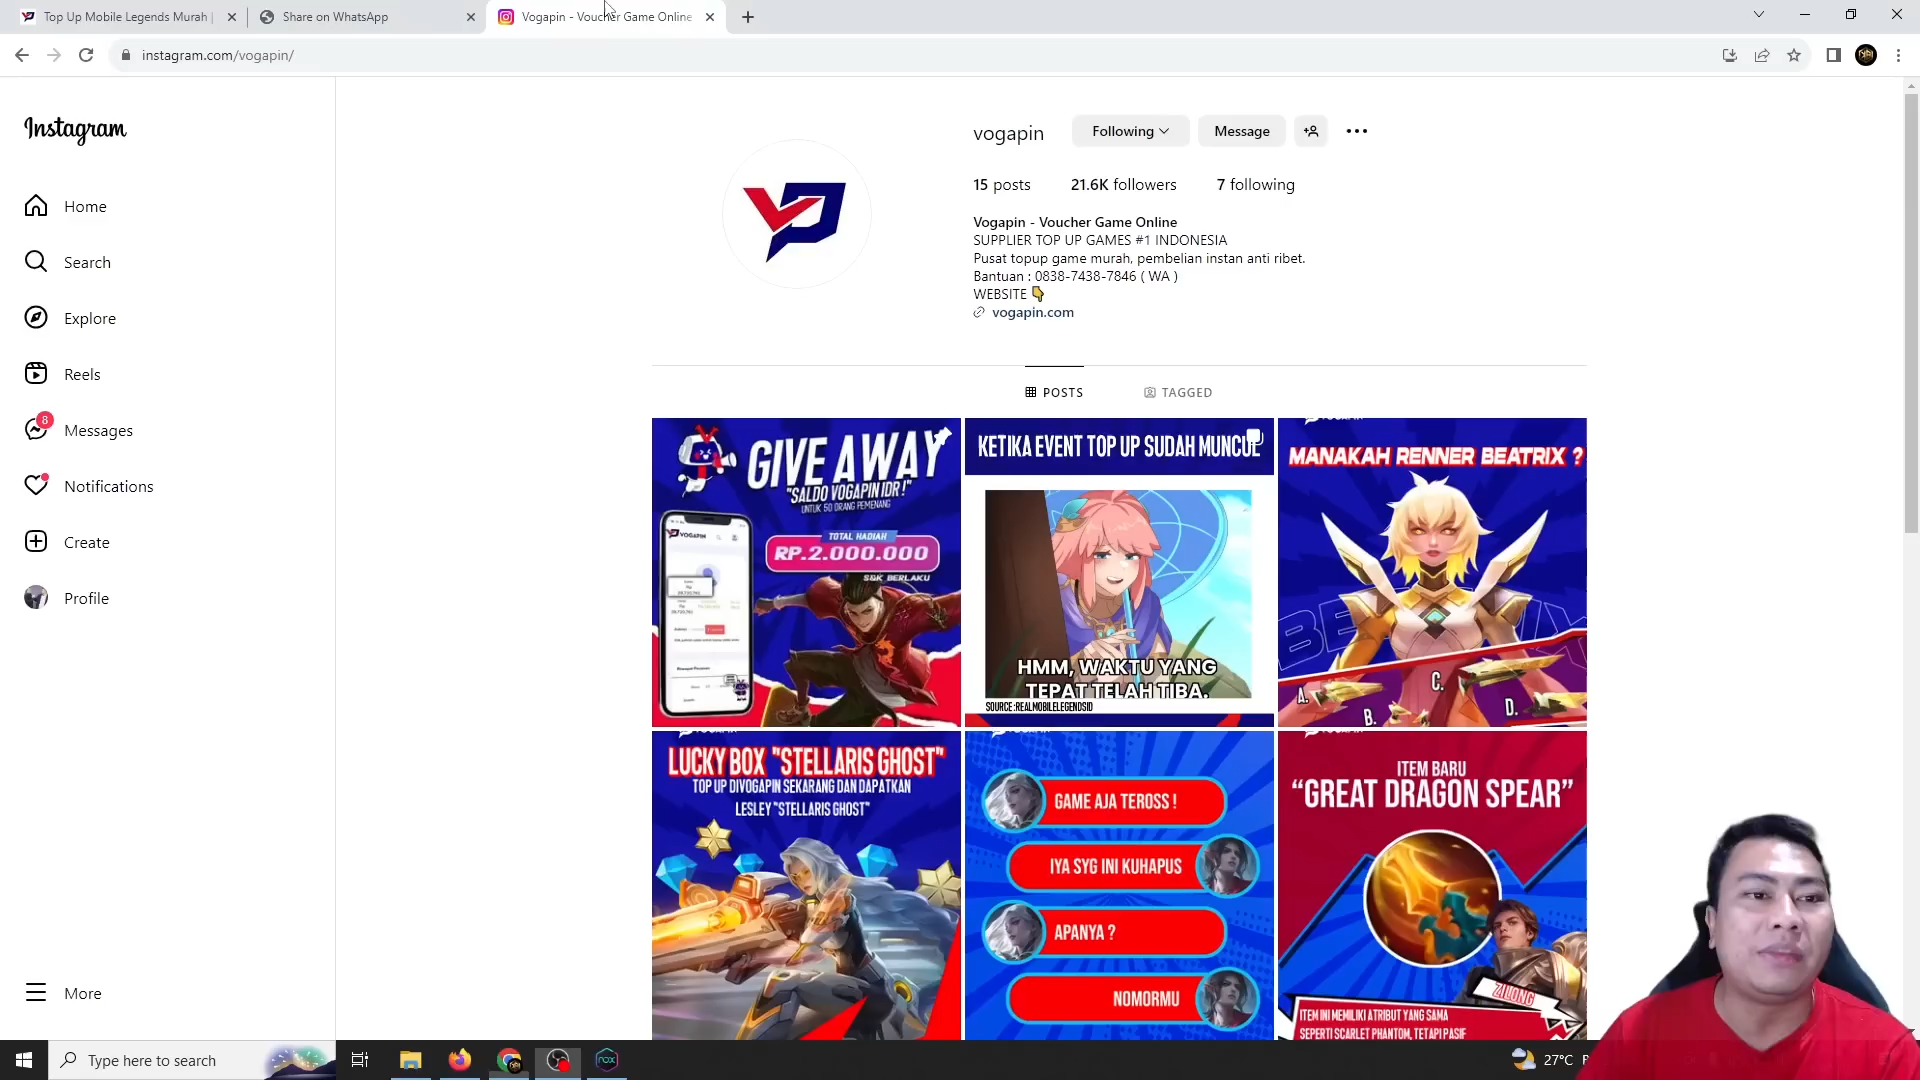 Top Up Mobile Legends Murah |
Share on WhatsApp
Vogapin - Voucher Game Online
instagram.com/vogapin/
Instagram
Home
Search
Explore
Reels
8
Messages
Notifications
Create
Profile
More
vogapin
Following
Message
15 posts
21.6K followers
7 following
Vogapin - Voucher Game Online
SUPPLIER TOP UP GAMES #1 INDONESIA
Pusat topup game murah, pembelian instan anti ribet.
Bantuan : 0838-7438-7846 ( WA )
WEBSITE 👇
vogapin.com
POSTS
TAGGED
GIVE AWAY
"SALDO VOGAPIN IDR !"
UNTUK 50 ORANG PEMENANG
VOGAPIN
TOTAL HADIAH
RP.2.000.000
S&K BERLAKU
KETIKA EVENT TOP UP SUDAH MUNCUL
HMM, WAKTU YANG
TEPAT TELAH TIBA.
SOURCE :REALMOBILELEGENDSID
MANAKAH RENNER BEATRIX ?
A.
B.
C.
D.
LUCKY BOX "STELLARIS GHOST"
TOP UP DIVOGAPIN SEKARANG DAN DAPATKAN
LESLEY "STELLARIS GHOST"
GAME AJA TEROSS !
IYA SYG INI KUHAPUS
APANYA ?
NOMORMU
ITEM BARU
"GREAT DRAGON SPEAR"
ZILONG
ITEM INI MEMILIKI ATRIBUT YANG SAMA
SEPERTI SCARLET PHANTOM, TETAPI PASIF
Type here to search
rox
27°C